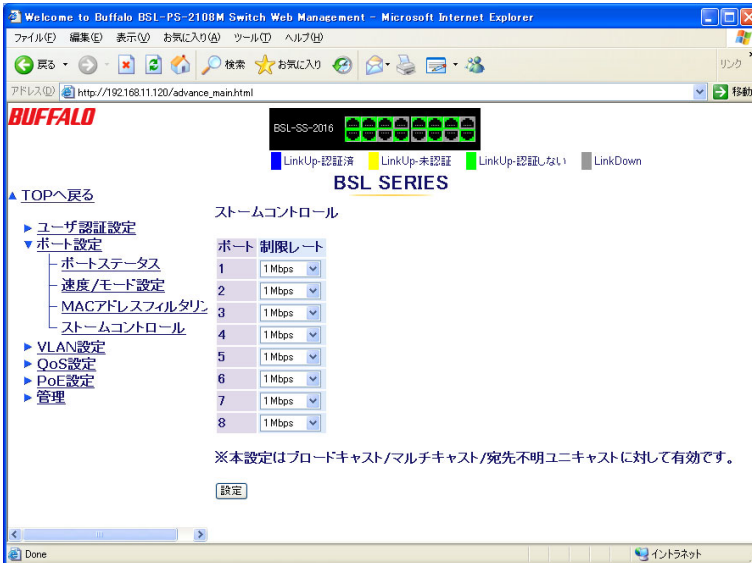 Welcome to Buffalo BSL-PS-2108M Switch Web Management - Microsoft Internet Explorer
ファイル(F) 編集(E) 表示(V) お気に入り(A) ツール(T) ヘルプ(H)
戻る 検索 お気に入り リンク
アドレス(D) http://192.168.11.120/advance_main.html 移動
BUFFALO
BSL-SS-2016
LinkUp-認証済 LinkUp-未認証 LinkUp-認証しない LinkDown
BSL SERIES
▲ TOPへ戻る
▶ ユーザ認証設定
▼ ポート設定
ポートステータス
速度/モード設定
MACアドレスフィルタリン
ストームコントロール
▶ VLAN設定
▶ QoS設定
▶ PoE設定
▶ 管理
ストームコントロール
ポート 制限レート
1 1Mbps
2 1Mbps
3 1Mbps
4 1Mbps
5 1Mbps
6 1Mbps
7 1Mbps
8 1Mbps
※本設定はブロードキャスト/マルチキャスト/宛先不明ユニキャストに対して有効です。
設定
Done イントラネット